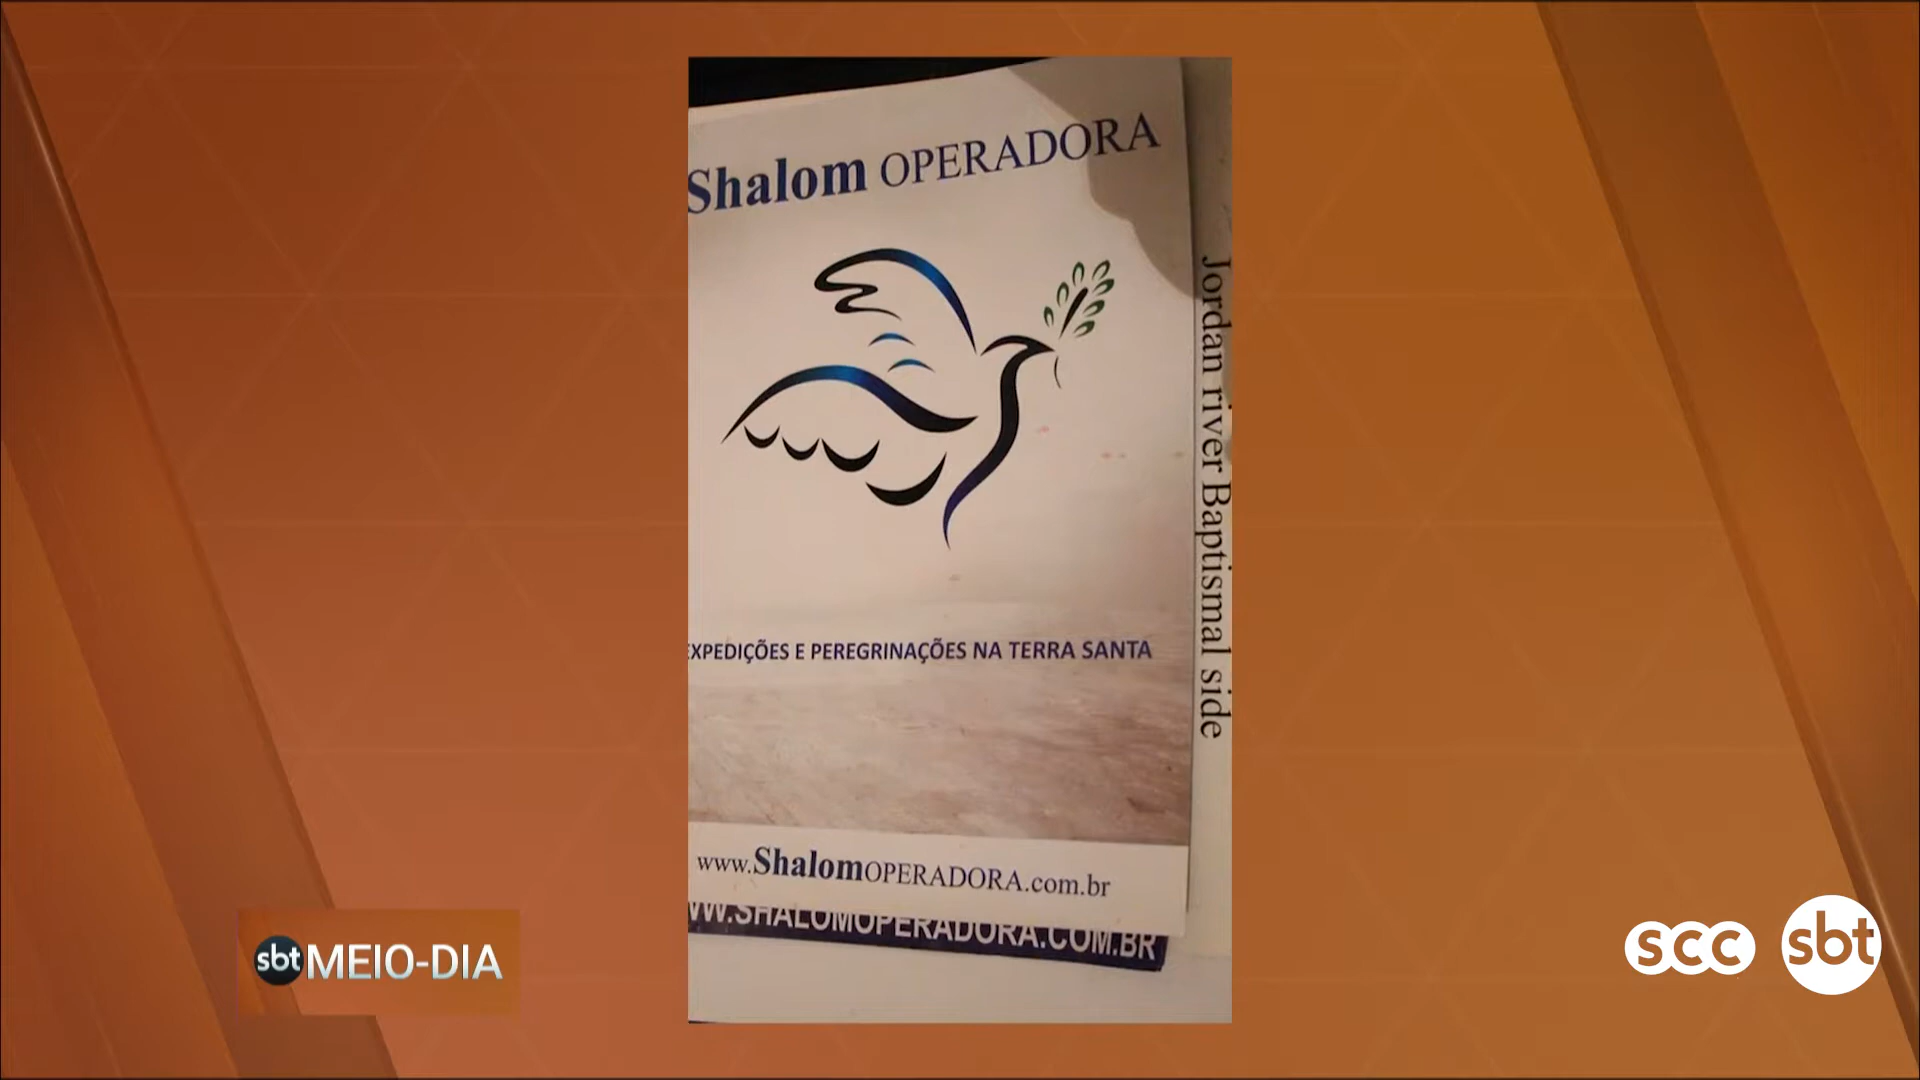 Shalom OPERADORA
Jordan river Baptismal side
EXPEDIÇÕES E PEREGRINAÇÕES NA TERRA SANTA
www.ShalomOPERADORA.com.br
WW.SHALOMOPERADORA.COM.BR
sbt MEIO-DIA
scc sbt